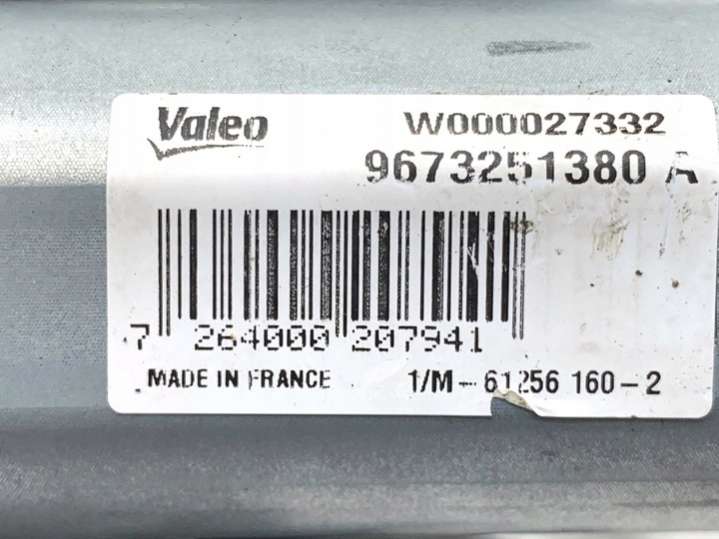 Valeo
W000027332
9673251380 A
7 264000 207941
MADE IN FRANCE
1/M-61256 160-2